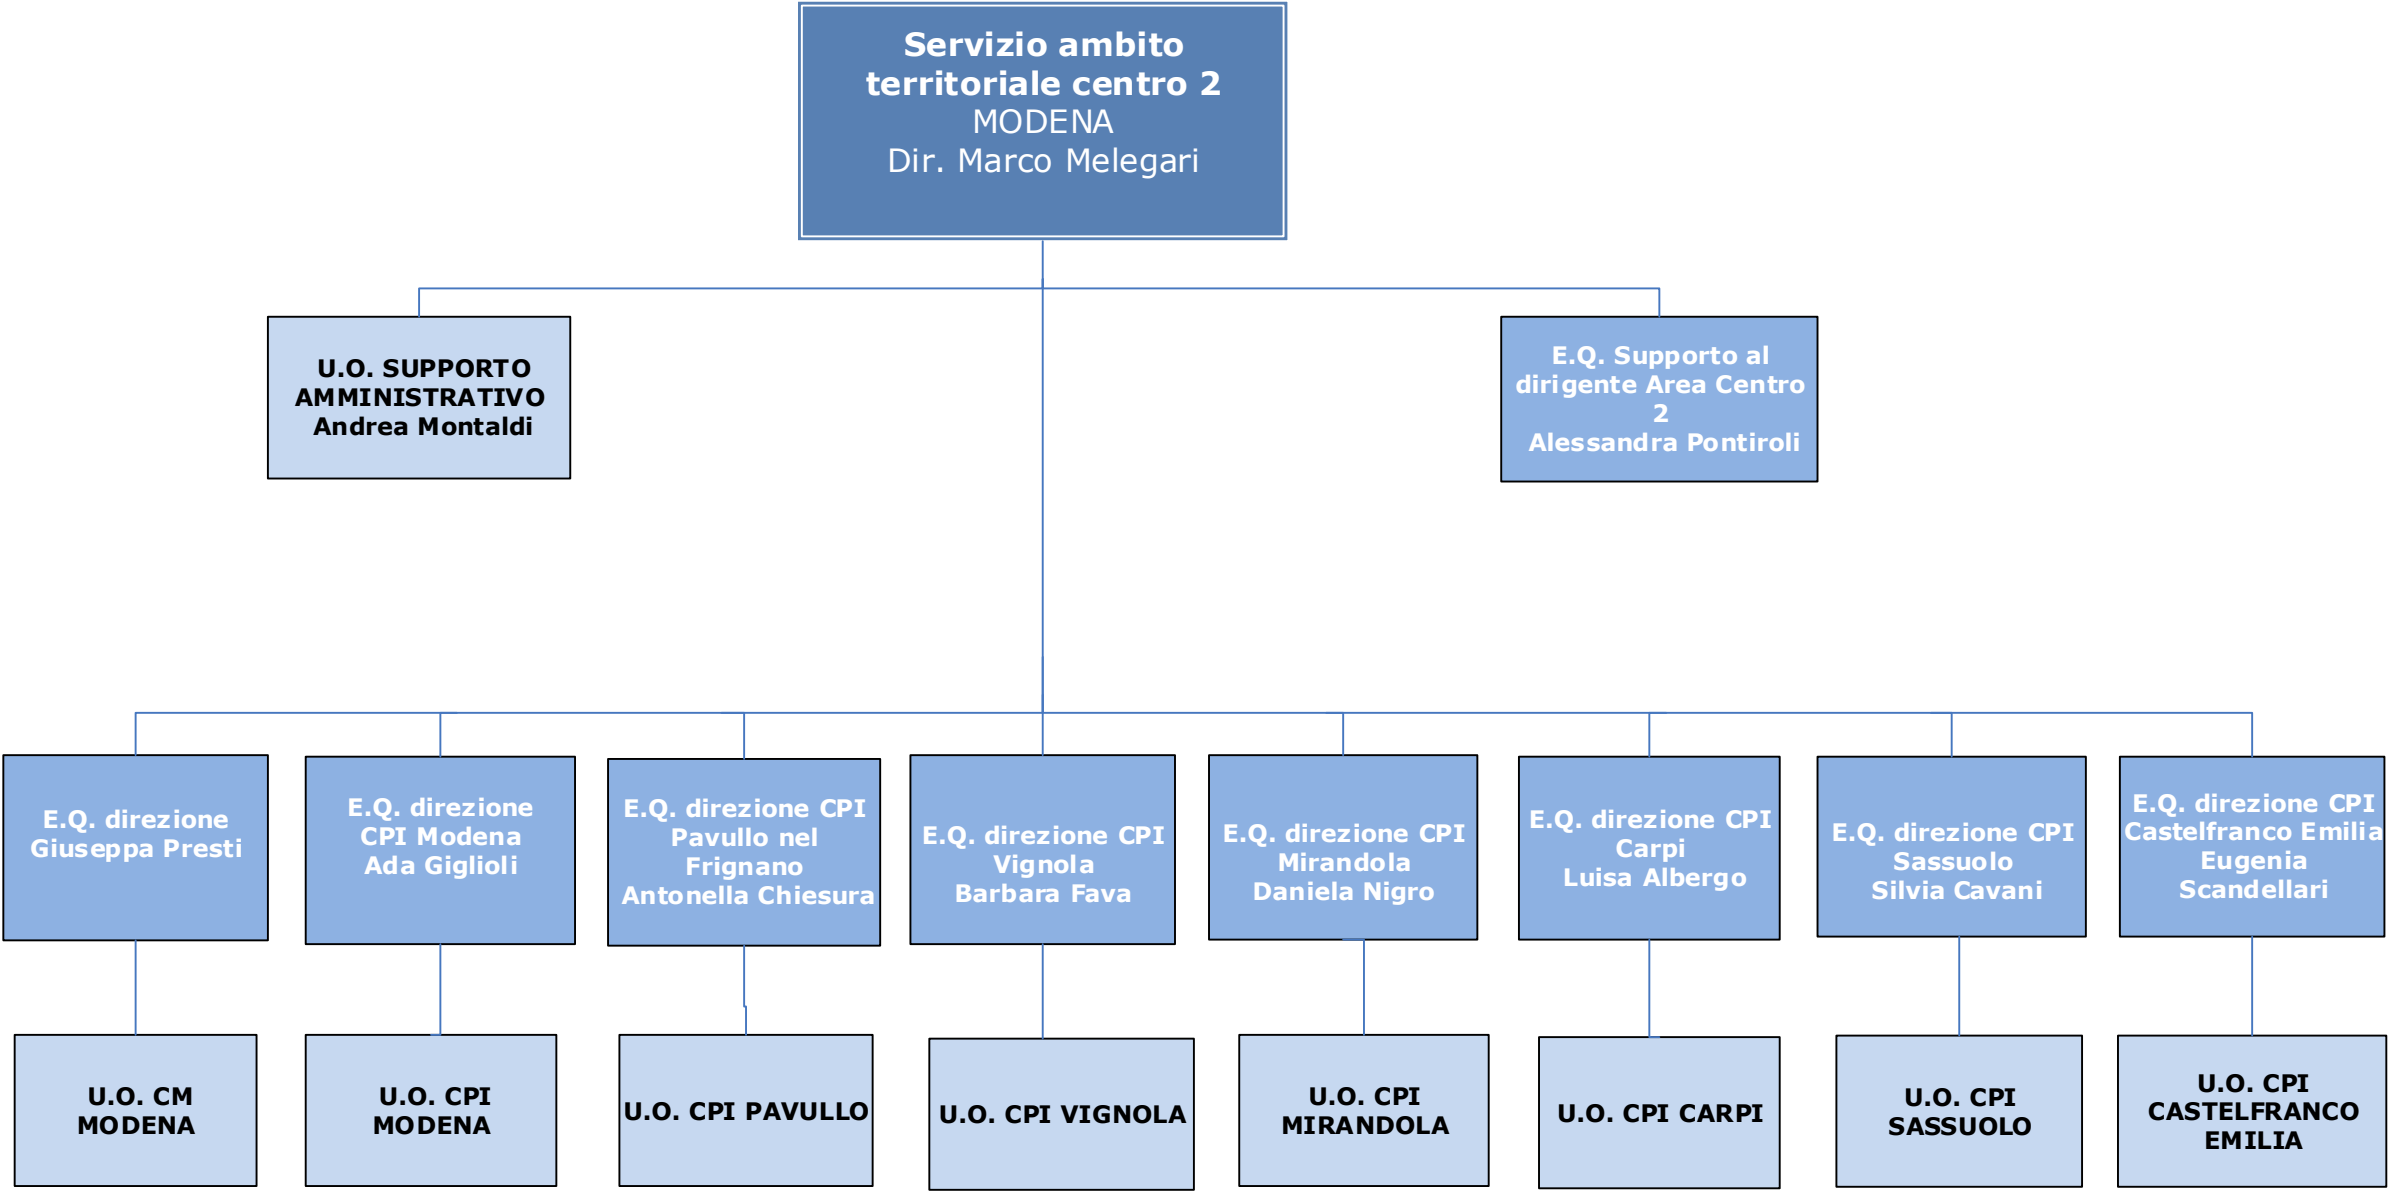 Servizio ambito
territoriale centro 2
MODENA
Dir. Marco Melegari
U.O. SUPPORTO
AMMINISTRATIVO
Andrea Montaldi
E.Q. Supporto al
dirigente Area Centro
2
Alessandra Pontiroli
E.Q. direzione
Giuseppa Presti
E.Q. direzione
CPI Modena
Ada Giglioli
E.Q. direzione CPI
Pavullo nel
Frignano
Antonella Chiesura
E.Q. direzione CPI
Vignola
Barbara Fava
E.Q. direzione CPI
Mirandola
Daniela Nigro
E.Q. direzione CPI
Carpi
Luisa Albergo
E.Q. direzione CPI
Sassuolo
Silvia Cavani
E.Q. direzione CPI
Castelfranco Emilia
Eugenia
Scandellari
U.O. CM
MODENA
U.O. CPI
MODENA
U.O. CPI PAVULLO
U.O. CPI VIGNOLA
U.O. CPI
MIRANDOLA
U.O. CPI CARPI
U.O. CPI
SASSUOLO
U.O. CPI
CASTELFRANCO
EMILIA